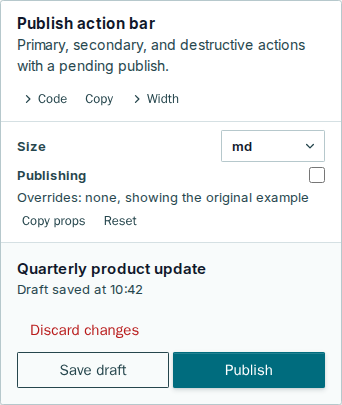 Publish action bar
Primary, secondary, and destructive actions
with a pending publish.
Code Copy Width
Size md
Publishing
Overrides: none, showing the original example
Copy props Reset
Quarterly product update
Draft saved at 10:42
Discard changes
Save draft Publish